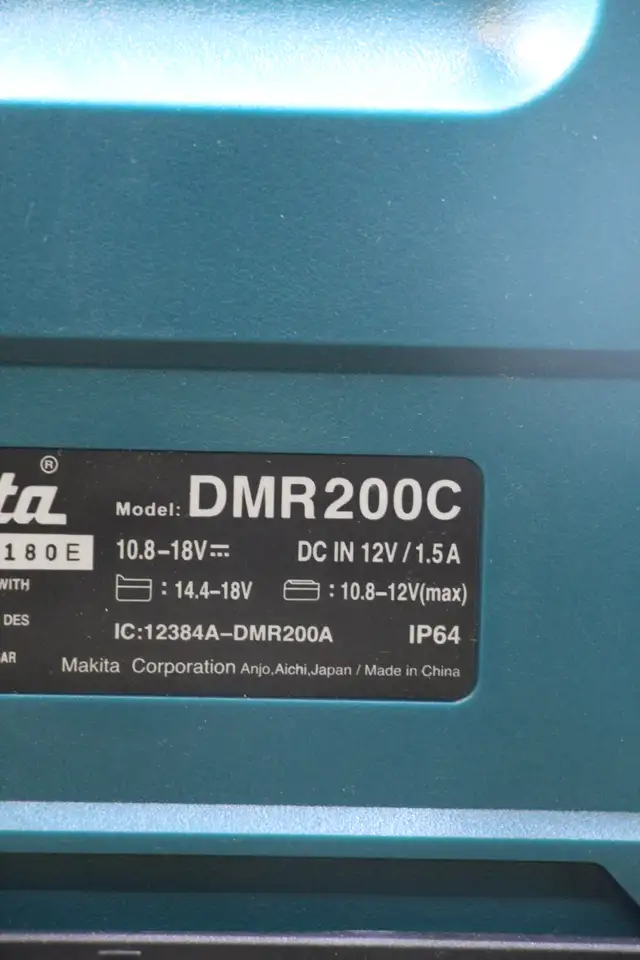 ta®
Model: DMR200C
180E
10.8–18V⎓ DC IN 12V / 1.5A
WITH
: 14.4–18V : 10.8–12V(max)
DES
IC:12384A–DMR200A IP64
AR
Makita Corporation Anjo,Aichi,Japan / Made in China